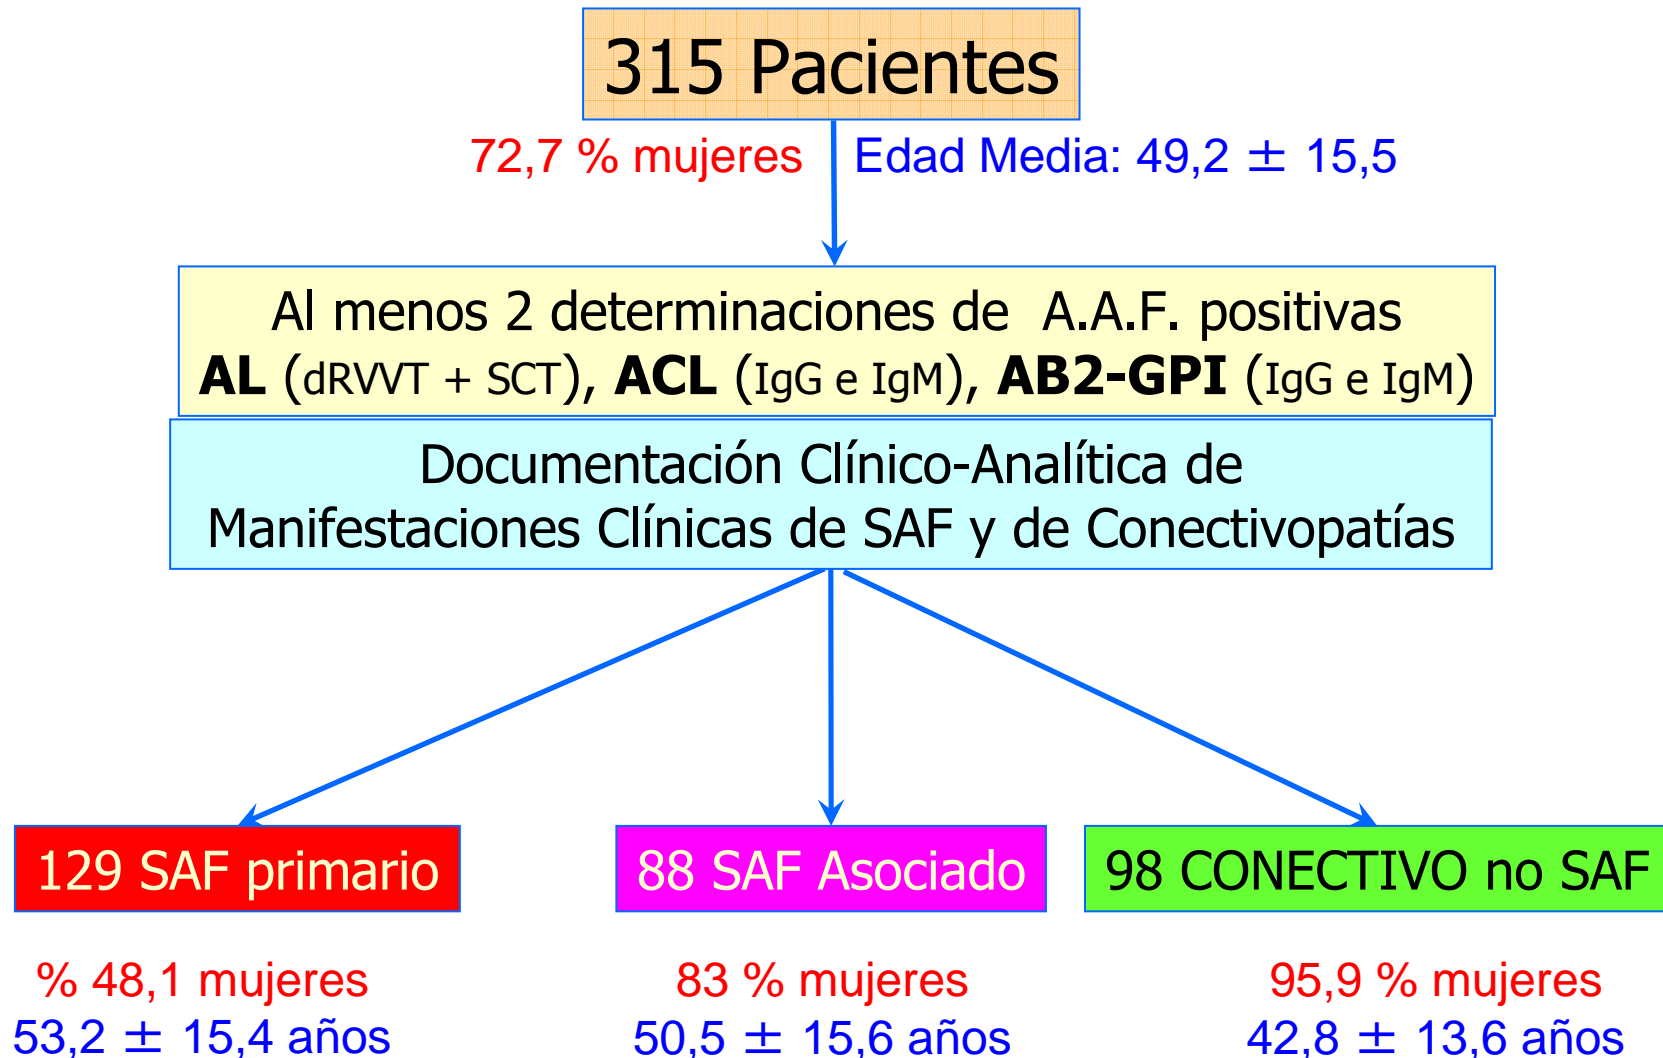 315 Pacientes
72,7 % mujeres
Edad Media: 49,2 ± 15,5
Al menos 2 determinaciones de A.A.F. positivas
AL (dRVVT + SCT), ACL (IgG e IgM), AB2-GPI (IgG e IgM)
Documentación Clínico-Analítica de
Manifestaciones Clínicas de SAF y de Conectivopatías
129 SAF primario
% 48,1 mujeres
53,2 ± 15,4 años
88 SAF Asociado
83 % mujeres
50,5 ± 15,6 años
98 CONECTIVO no SAF
95,9 % mujeres
42,8 ± 13,6 años